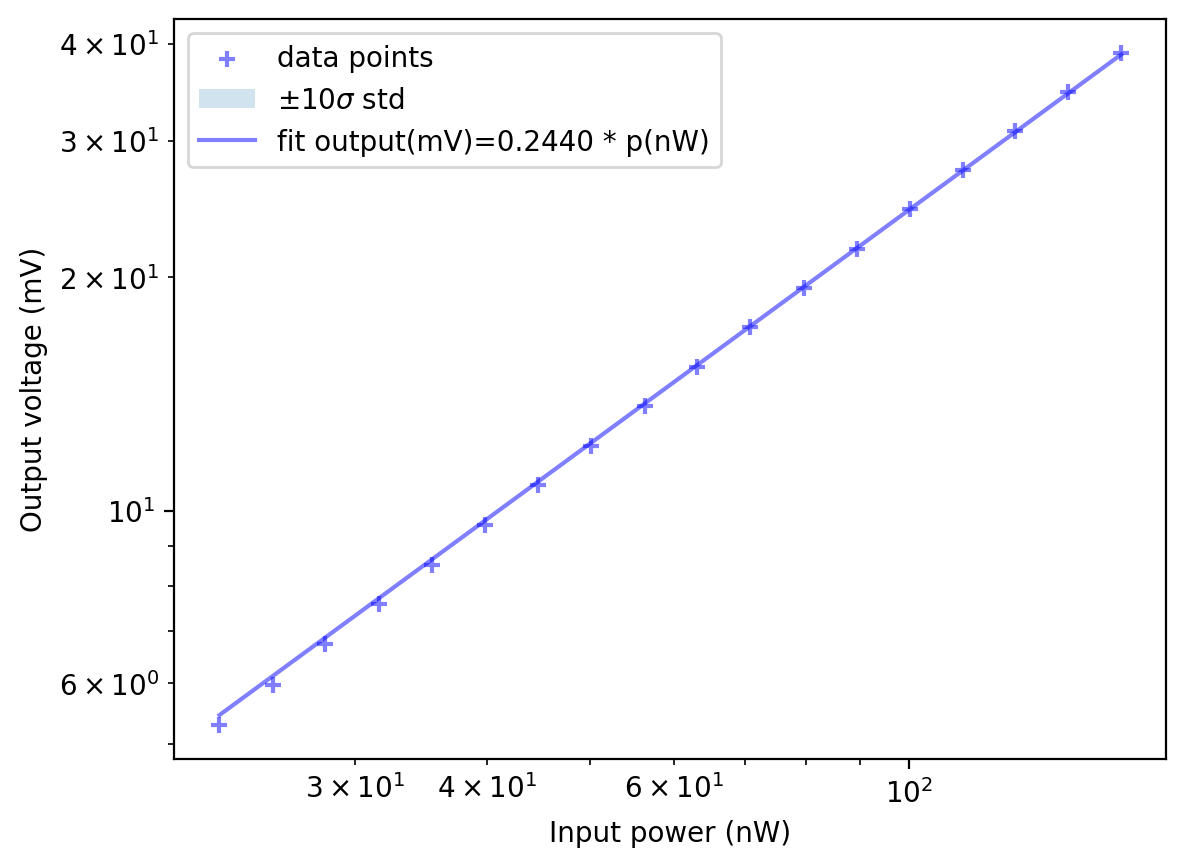 4×10¹
3×10¹
2×10¹
10¹
6×10⁰
Output voltage (mV)
data points
±10σ std
fit output(mV)=0.2440 * p(nW)
3×10¹ 4×10¹ 6×10¹ 10²
Input power (nW)